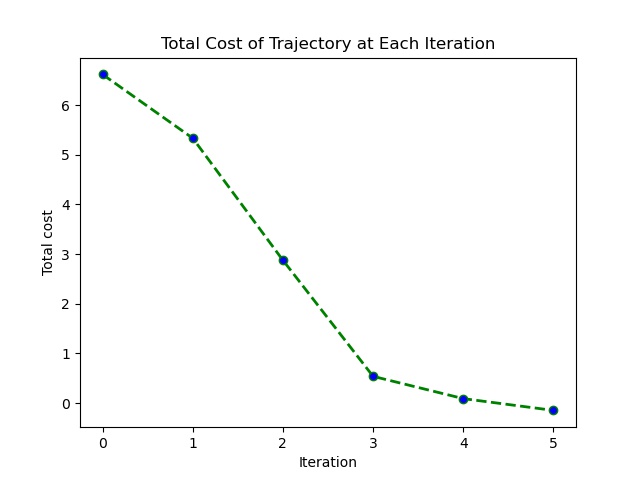 Total Cost of Trajectory at Each Iteration
6
5
4
3
2
1
0
Total cost
0 1 2 3 4 5
Iteration